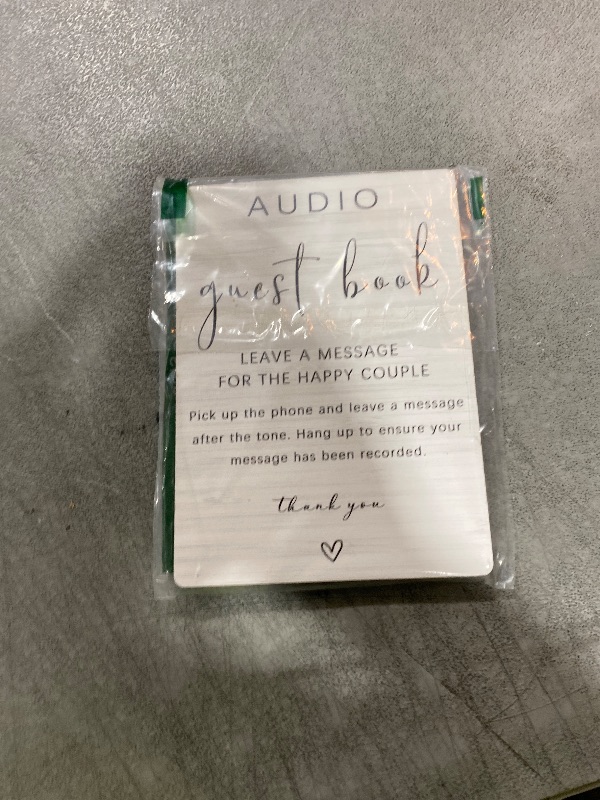 AUDIO
guest book
LEAVE A MESSAGE
FOR THE HAPPY COUPLE
Pick up the phone and leave a message
after the tone. Hang up to ensure your
message has been recorded.
thank you